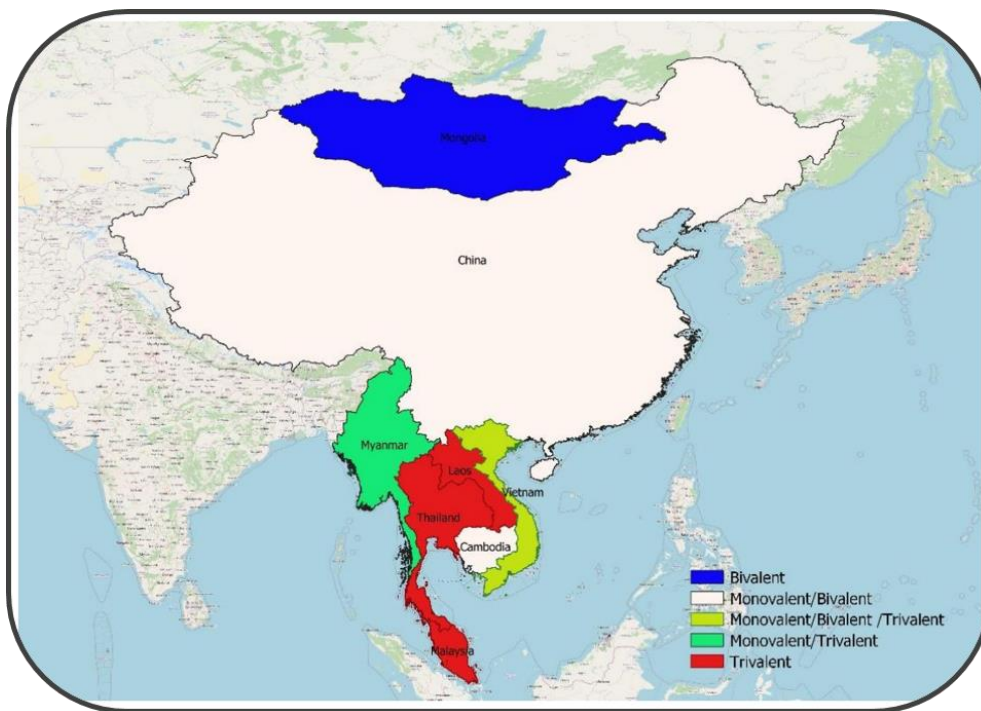 Mongolia
China
Myanmar
Laos
Vietnam
Thailand
Cambodia
Malaysia
Bivalent
Monovalent/Bivalent
Monovalent/Bivalent /Trivalent
Monovalent/Trivalent
Trivalent